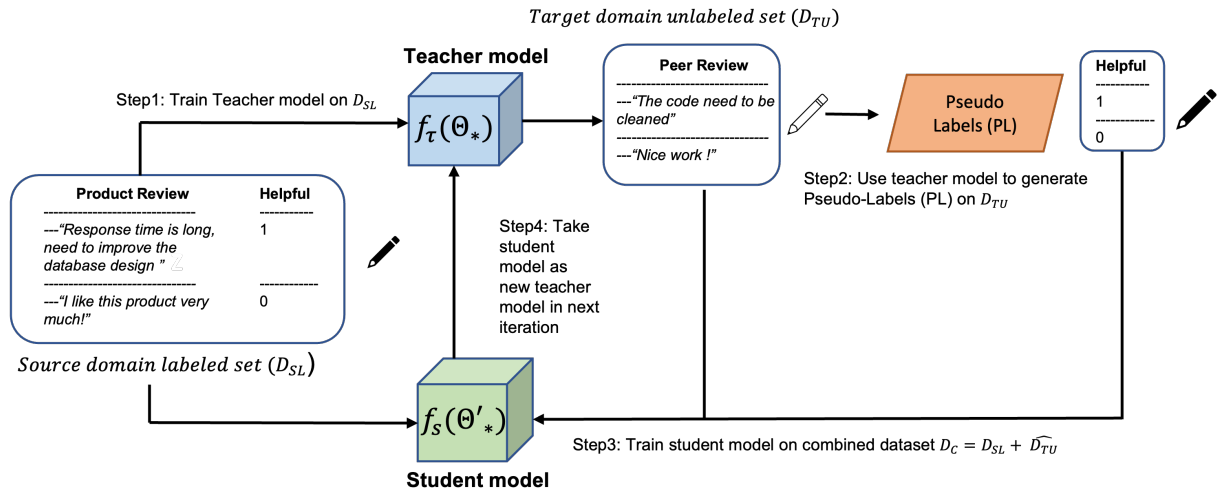 Target domain unlabeled set (D_TU)
Teacher model
Step1: Train Teacher model on D_SL
f_τ(Θ_*)
Peer Review
---------------------------------
---“The code need to be
cleaned”
---------------------------------
---“Nice work !”
Pseudo
Labels (PL)
Helpful
------------
1
-------------
0
Step2: Use teacher model to generate
Pseudo-Labels (PL) on D_TU
Product Review Helpful
--------------------------------- ------------
---“Response time is long, 1
need to improve the
database design ”
--------------------------------- -------------
---“I like this product very 0
much!”
Source domain labeled set (D_SL)
Step4: Take
student
model as
new teacher
model in next
iteration
f_s(Θ′_*)
Student model
Step3: Train student model on combined dataset D_C = D_SL + \widehat{D_TU}